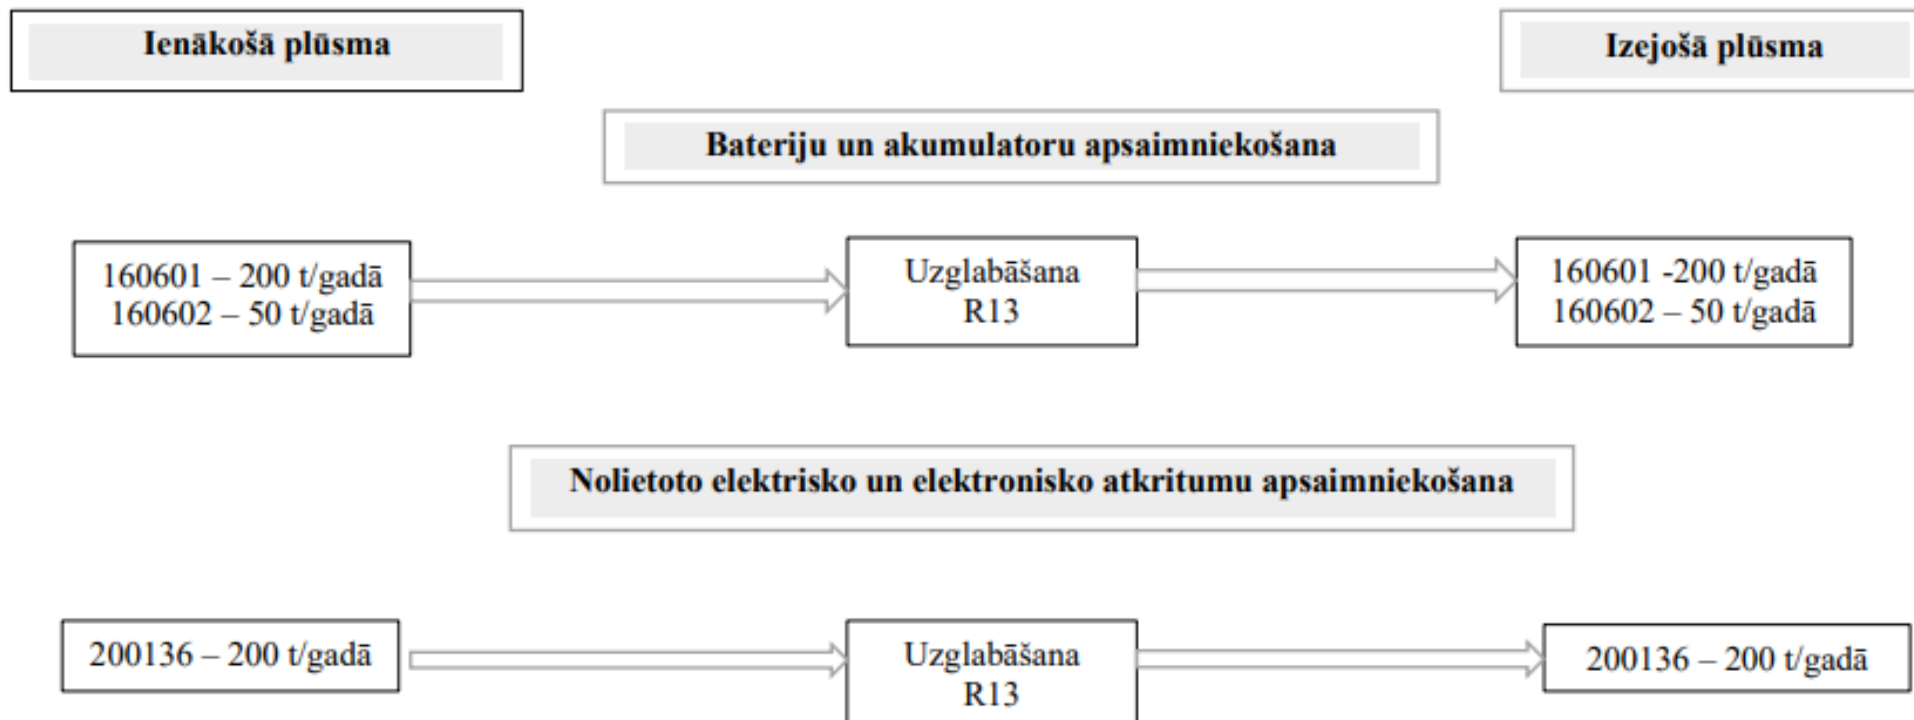 Ienākošā plūsma
Izejošā plūsma
Bateriju un akumulatoru apsaimniekošana
160601 – 200 t/gadā
160602 – 50 t/gadā
Uzglabāšana
R13
160601 -200 t/gadā
160602 – 50 t/gadā
Nolietoto elektrisko un elektronisko atkritumu apsaimniekošana
200136 – 200 t/gadā
Uzglabāšana
R13
200136 – 200 t/gadā